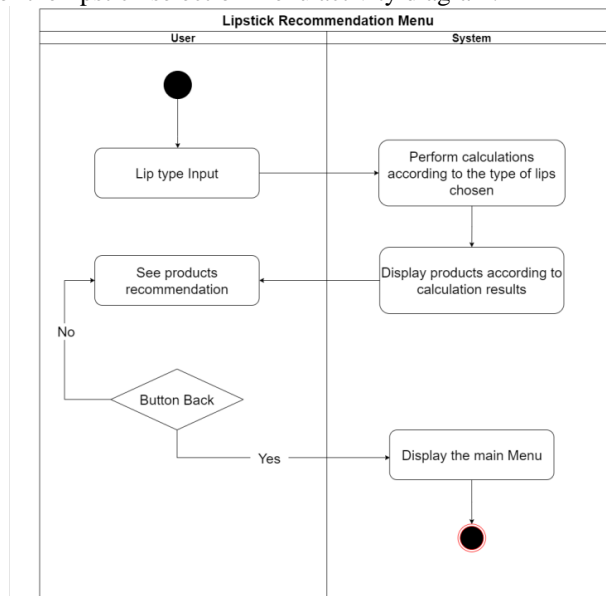 Lipstick Recommendation Menu
User
System
Lip type Input
Perform calculations
according to the type of lips
chosen
See products
recommendation
Display products according to
calculation results
No
Button Back
Yes
Display the main Menu